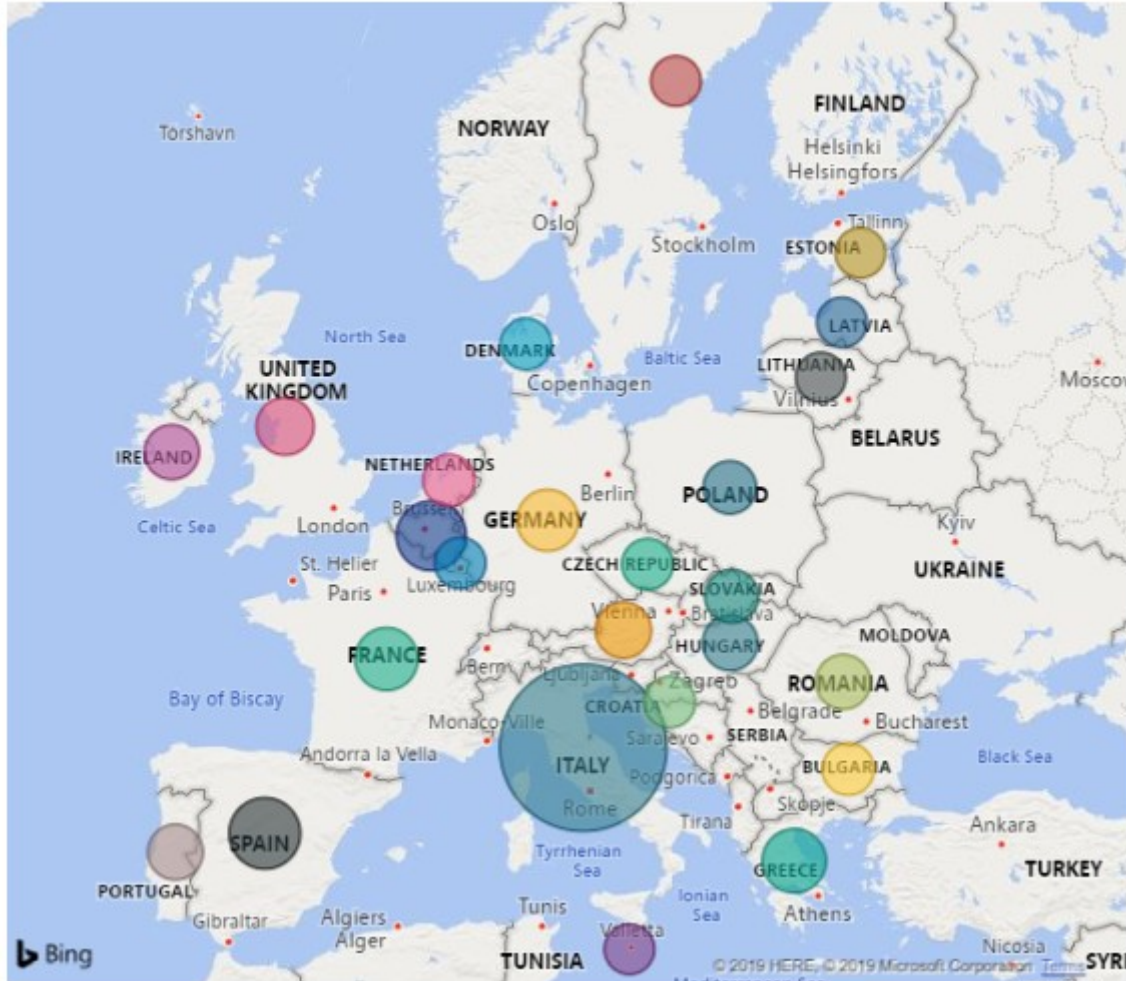 FINLAND
NORWAY
Tórshavn
Helsinki
Helsingfors
Oslo
Tallinn
Stockholm
ESTONIA
North Sea
LATVIA
DENMARK
Baltic Sea
LITHUANIA
Copenhagen
Moscow
UNITED
KINGDOM
Vilnius
BELARUS
IRELAND
NETHERLANDS
Berlin
POLAND
Brussels
GERMANY
London
Celtic Sea
Kyiv
St. Helier
CZECH REPUBLIC
UKRAINE
Luxembourg
Paris
SLOVAKIA
Vienna
Bratislava
MOLDOVA
FRANCE
HUNGARY
Bern
Ljubljana
Zagreb
ROMANIA
Bay of Biscay
CROATIA
Belgrade
Bucharest
Monaco-Ville
Sarajevo
SERBIA
Andorra la Vella
ITALY
Podgorica
BULGARIA
Black Sea
Rome
Skopje
Tirana
Ankara
SPAIN
Tyrrhenian
Sea
GREECE
TURKEY
PORTUGAL
Ionian
Sea
Gibraltar
Algiers
Alger
Tunis
Athens
Valletta
Nicosia
Bing
TUNISIA
© 2019 HERE, © 2019 Microsoft Corporation Terms
SYRI